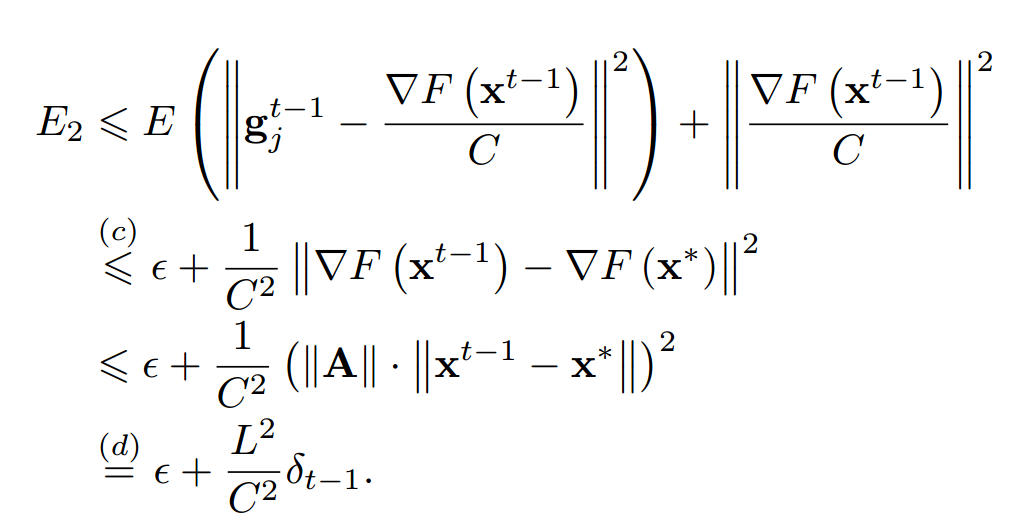 $E_2 \leqslant E\left(\left\|\mathbf{g}_j^{t-1} - \frac{\nabla F\left(\mathbf{x}^{t-1}\right)}{C}\right\|^2\right) + \left\|\frac{\nabla F\left(\mathbf{x}^{t-1}\right)}{C}\right\|^2$
$\stackrel{(c)}{\leqslant} \epsilon + \frac{1}{C^2}\left\|\nabla F\left(\mathbf{x}^{t-1}\right) - \nabla F\left(\mathbf{x}^*\right)\right\|^2$
$\leqslant \epsilon + \frac{1}{C^2}\left(\|\mathbf{A}\| \cdot \left\|\mathbf{x}^{t-1} - \mathbf{x}^*\right\|\right)^2$
$\stackrel{(d)}{=} \epsilon + \frac{L^2}{C^2}\delta_{t-1}.$